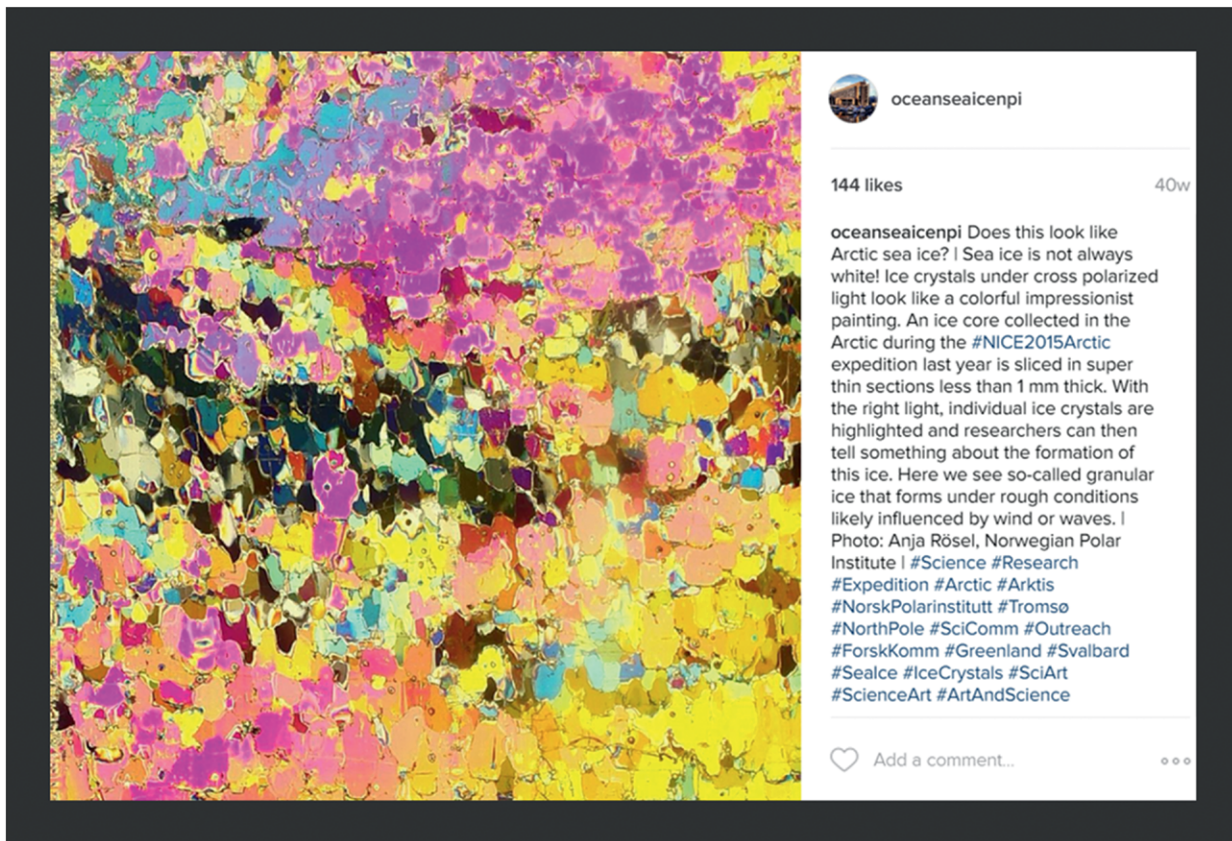 oceanseaicenpi
144 likes 40w
oceanseaicenpi Does this look like
Arctic sea ice? | Sea ice is not always
white! Ice crystals under cross polarized
light look like a colorful impressionist
painting. An ice core collected in the
Arctic during the #NICE2015Arctic
expedition last year is sliced in super
thin sections less than 1 mm thick. With
the right light, individual ice crystals are
highlighted and researchers can then
tell something about the formation of
this ice. Here we see so-called granular
ice that forms under rough conditions
likely influenced by wind or waves. |
Photo: Anja Rösel, Norwegian Polar
Institute | #Science #Research
#Expedition #Arctic #Arktis
#NorskPolarinstitutt #Tromsø
#NorthPole #SciComm #Outreach
#ForskKomm #Greenland #Svalbard
#SeaIce #IceCrystals #SciArt
#ScienceArt #ArtAndScience
Add a comment...